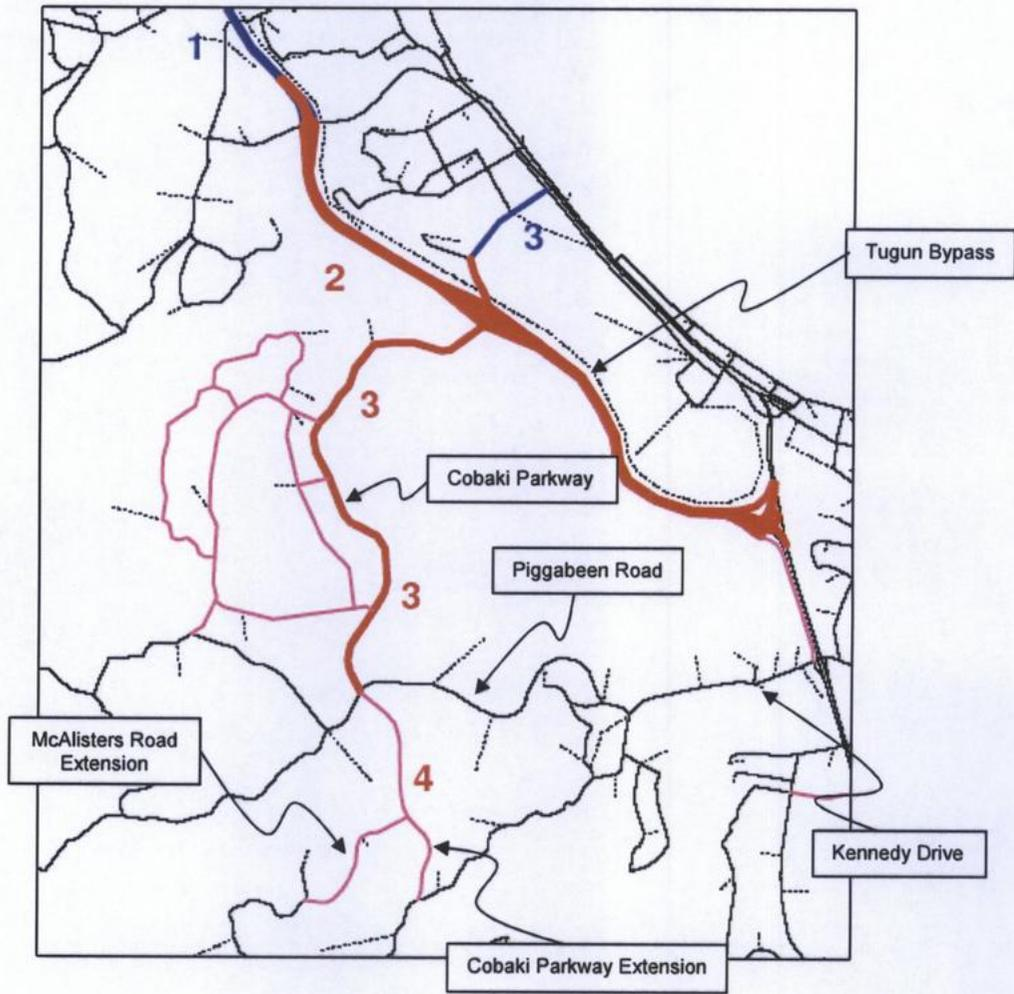 1
3
Tugun Bypass
2
3
Cobaki Parkway
Piggabeen Road
3
McAlisters Road
Extension
4
Kennedy Drive
Cobaki Parkway Extension